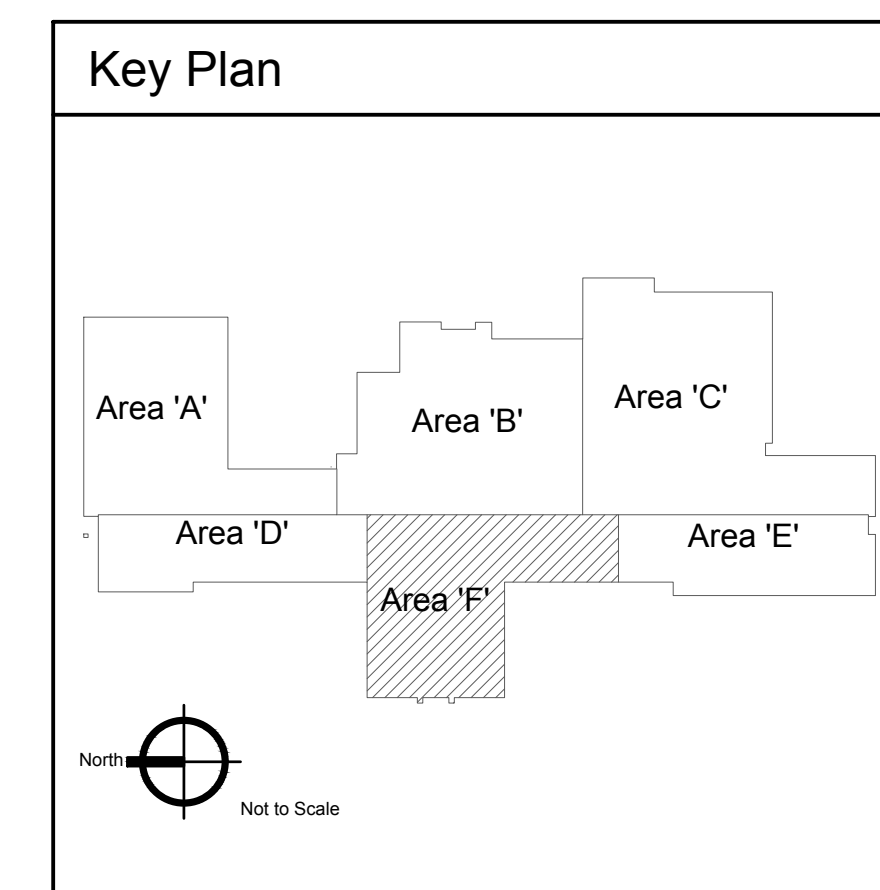 Key Plan
Area 'A'
Area 'B'
Area 'C'
Area 'D'
Area 'E'
Area 'F'
North
Not to Scale